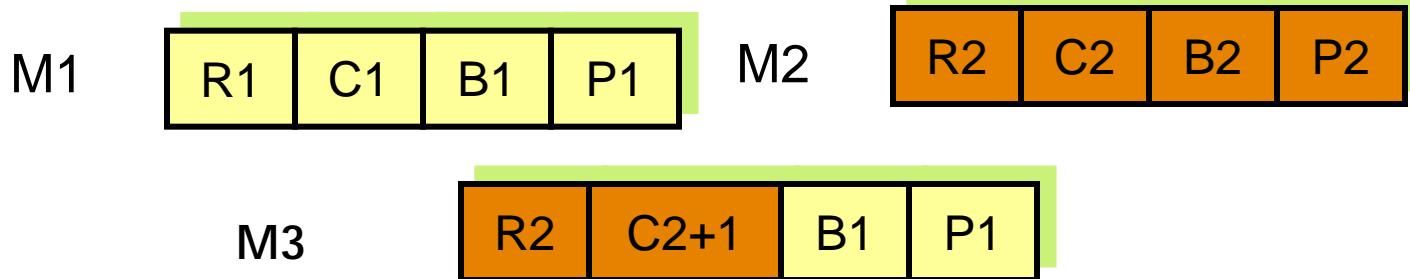 M1 R1 C1 B1 P1 M2 R2 C2 B2 P2
M3 R2 C2+1 B1 P1